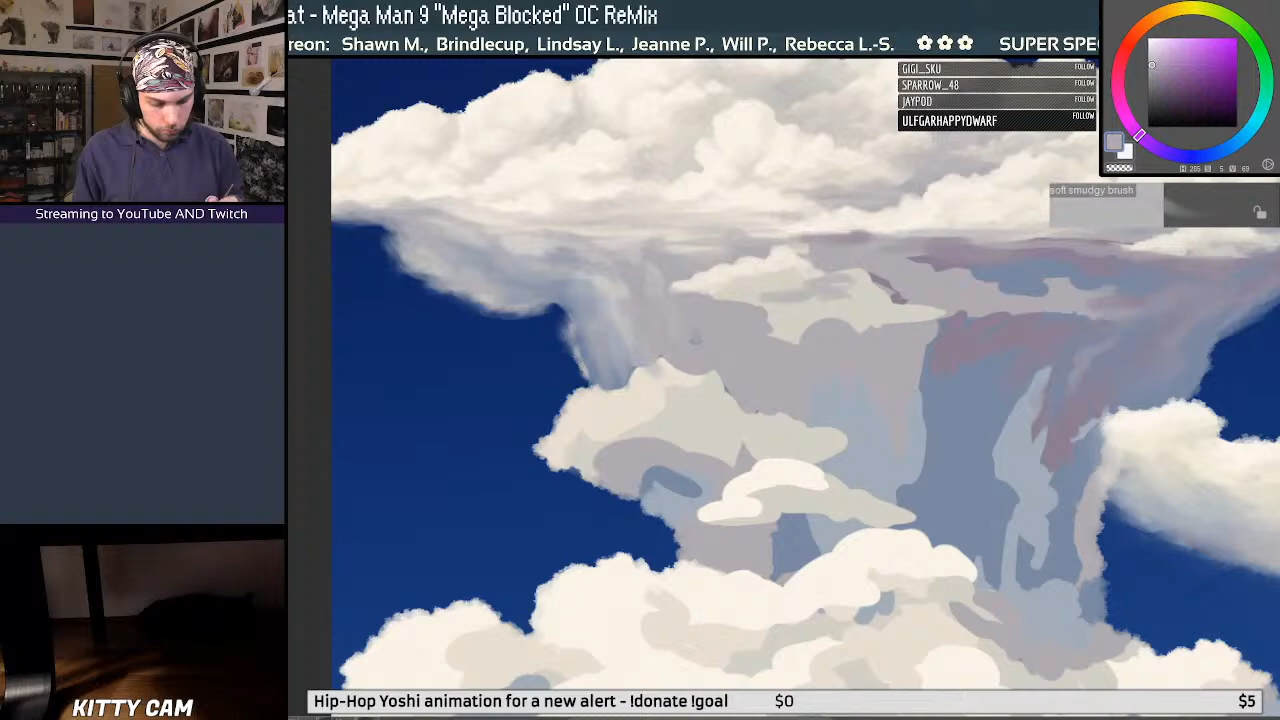 at - Mega Man 9 "Mega Blocked" OC ReMix
reon: Shawn M., Brindlecup, Lindsay L., Jeanne P., Will P., Rebecca L.-S. ✿ ✿ ✿ SUPER SPE
GIGI_SKU FOLLOW
SPARROW_48 FOLLOW
JAYPOD FOLLOW
ULFGARHAPPYDWARF FOLLOW
soft smudgy brush
Streaming to YouTube AND Twitch
KITTY CAM
Hip-Hop Yoshi animation for a new alert - !donate !goal $0 $5